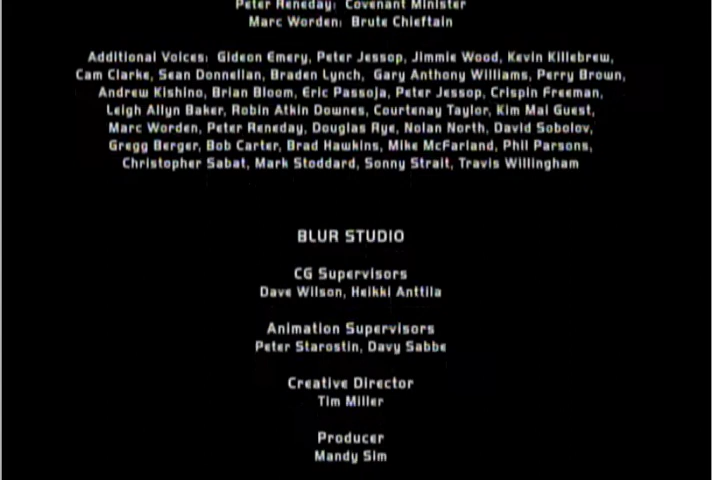 Peter Reneday: Covenant Minister
Marc Worden: Brute Chieftain
Additional Voices: Gideon Emery, Peter Jessop, Jimmie Wood, Kevin Killebrew,
Cam Clarke, Sean Donnellan, Braden Lynch, Gary Anthony Williams, Perry Brown,
Andrew Kishino, Brian Bloom, Eric Passoja, Peter Jessop, Crispin Freeman,
Leigh Allyn Baker, Robin Atkin Downes, Courtenay Taylor, Kim Mai Guest,
Marc Worden, Peter Reneday, Douglas Rye, Nolan North, David Sobolov,
Gregg Berger, Bob Carter, Brad Hawkins, Mike McFarland, Phil Parsons,
Christopher Sabat, Mark Stoddard, Sonny Strait, Travis Willingham
BLUR STUDIO
CG Supervisors
Dave Wilson, Heikki Anttila
Animation Supervisors
Peter Starostin, Davy Sabbe
Creative Director
Tim Miller
Producer
Mandy Sim